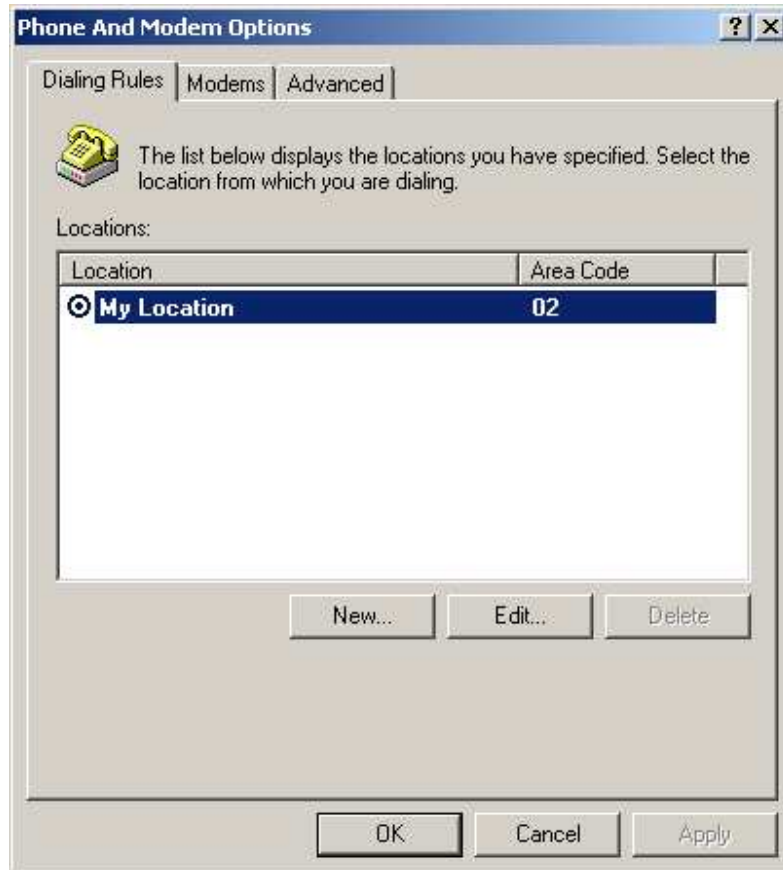 Phone And Modem Options
Dialing Rules Modems Advanced
The list below displays the locations you have specified. Select the
location from which you are dialing.
Locations:
Location Area Code
My Location 02
New... Edit... Delete
OK Cancel Apply